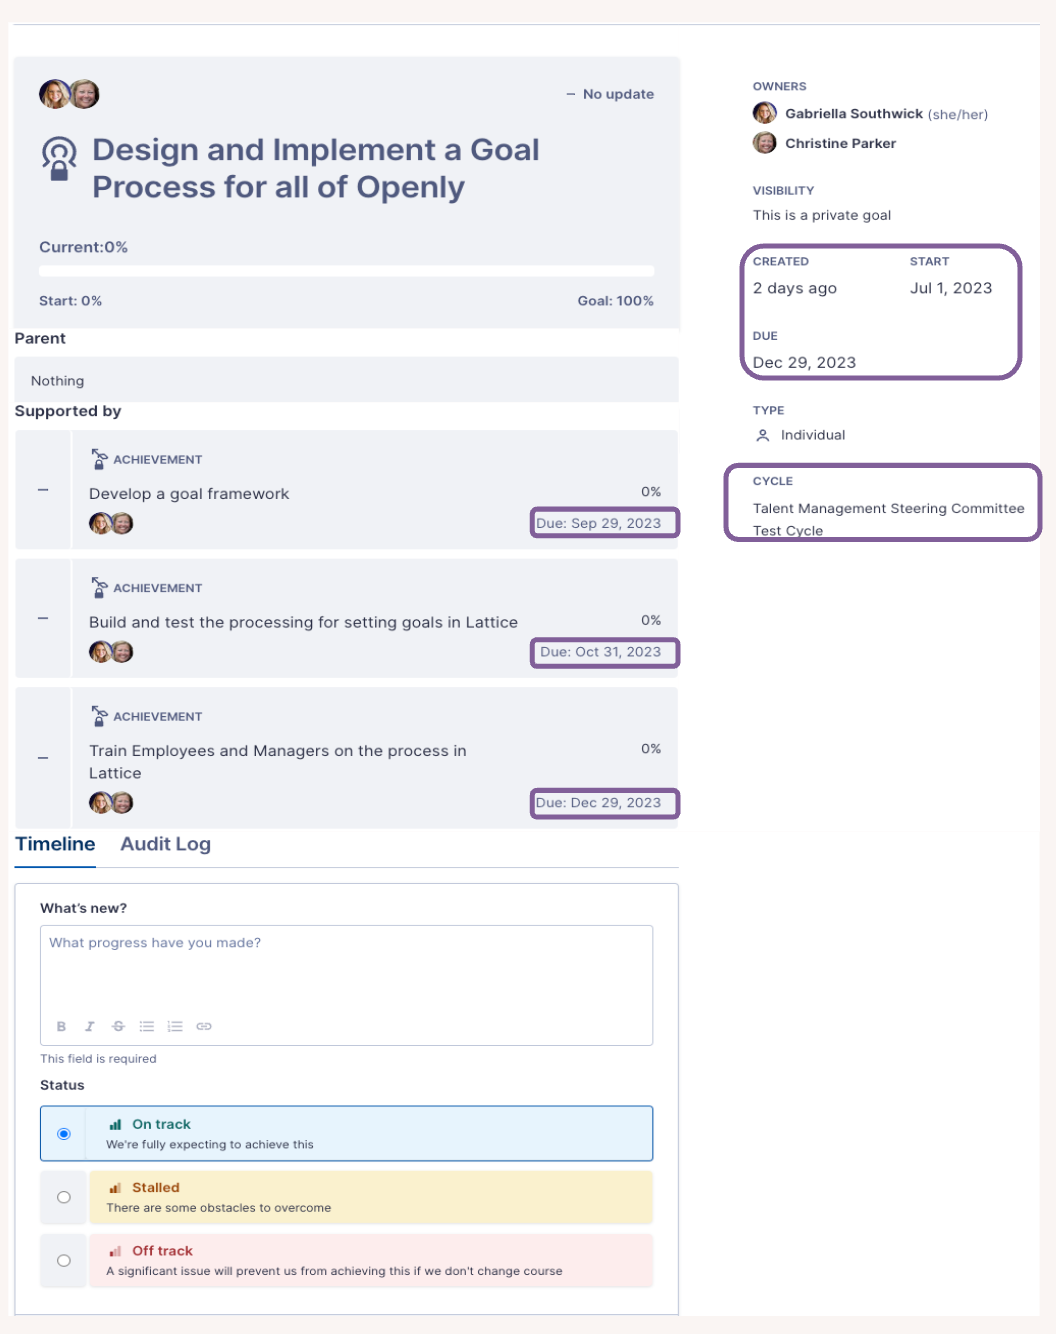 – No update
Design and Implement a Goal
Process for all of Openly
Current:0%
Start: 0% Goal: 100%
Parent
Nothing
Supported by
– ACHIEVEMENT
Develop a goal framework 0%
Due: Sep 29, 2023
– ACHIEVEMENT
Build and test the processing for setting goals in Lattice 0%
Due: Oct 31, 2023
– ACHIEVEMENT
Train Employees and Managers on the process in 0%
Lattice
Due: Dec 29, 2023
Timeline Audit Log
What's new?
What progress have you made?
B I S
This field is required
Status
On track
We're fully expecting to achieve this
Stalled
There are some obstacles to overcome
Off track
A significant issue will prevent us from achieving this if we don't change course
OWNERS
Gabriella Southwick (she/her)
Christine Parker
VISIBILITY
This is a private goal
CREATED START
2 days ago Jul 1, 2023
DUE
Dec 29, 2023
TYPE
Individual
CYCLE
Talent Management Steering Committee
Test Cycle